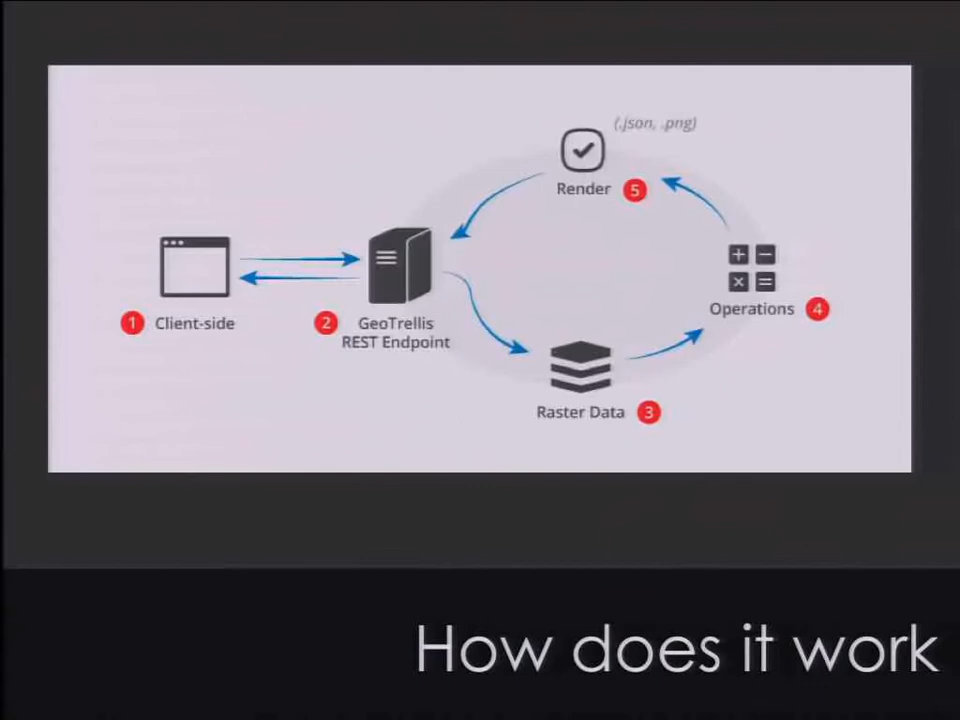 (.json, .png)
Render 5
+ −
× =
Operations 4
1 Client-side
2 GeoTrellis
REST Endpoint
Raster Data 3
How does it work